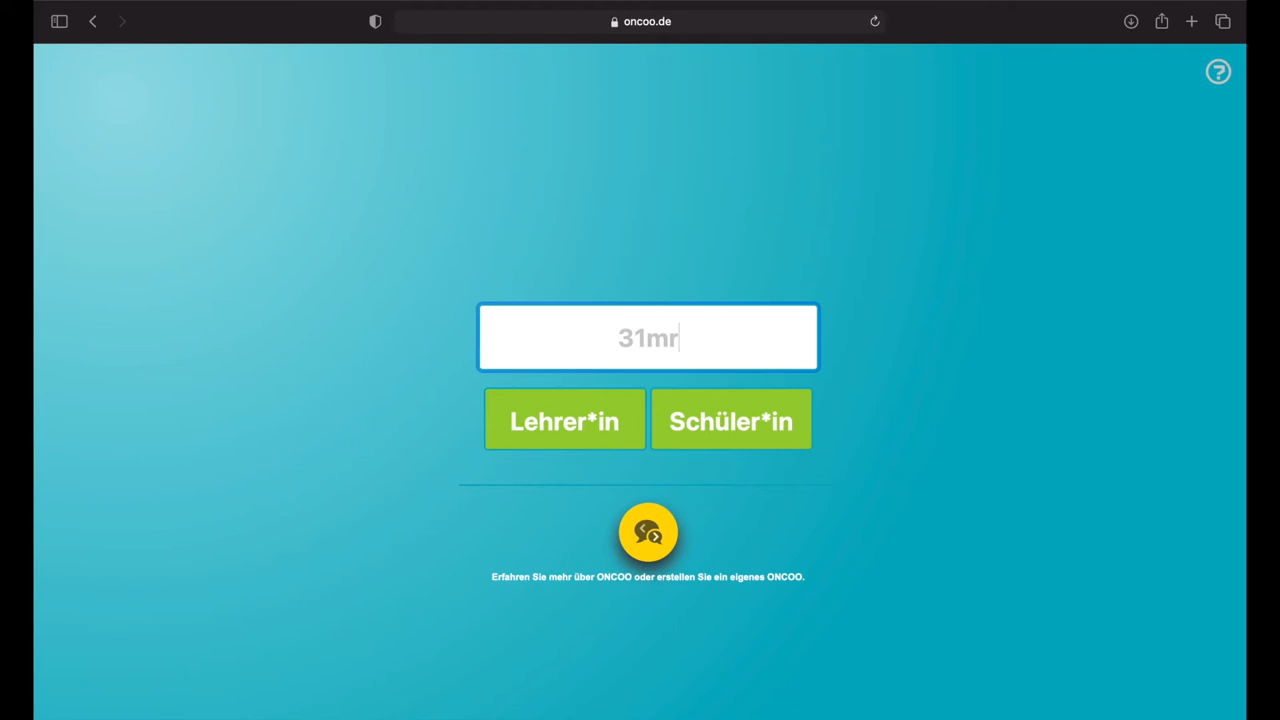 oncoo.de
31mr
Lehrer*in
Schüler*in
Erfahren Sie mehr über ONCOO oder erstellen Sie ein eigenes ONCOO.